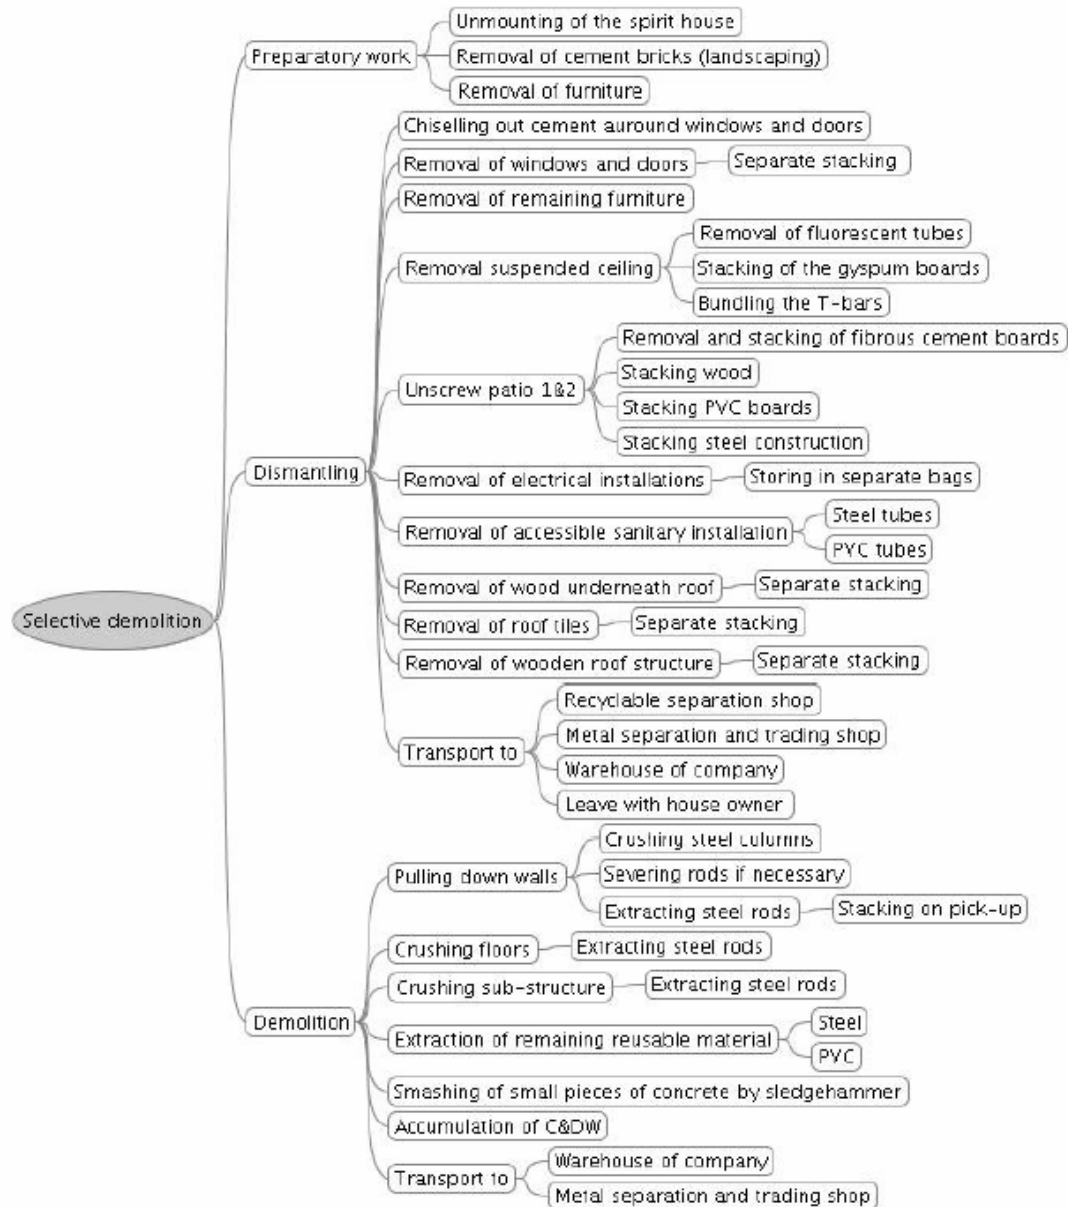 Selective demolition
Preparatory work
Unmounting of the spirit house
Removal of cement bricks (landscaping)
Removal of furniture
Dismantling
Chiselling out cement auround windows and doors
Removal of windows and doors
Separate stacking
Removal of remaining furniture
Removal suspended ceiling
Removal of fluorescent tubes
Stacking of the gyspum boards
Bundling the T-bars
Unscrew patio 1&2
Removal and stacking of fibrous cement boards
Stacking wood
Stacking PVC boards
Stacking steel construction
Removal of electrical installations
Storing in separate bags
Removal of accessible sanitary installation
Steel tubes
PVC tubes
Removal of wood underneath roof
Separate stacking
Removal of roof tiles
Separate stacking
Removal of wooden roof structure
Separate stacking
Transport to
Recyclable separation shop
Metal separation and trading shop
Warehouse of company
Leave with house owner
Demolition
Pulling down walls
Crushing steel columns
Severing rods if necessary
Extracting steel rods
Stacking on pick-up
Crushing floors
Extracting steel rods
Crushing sub-structure
Extracting steel rods
Extraction of remaining reusable material
Steel
PVC
Smashing of small pieces of concrete by sledgehammer
Accumulation of C&DW
Transport to
Warehouse of company
Metal separation and trading shop